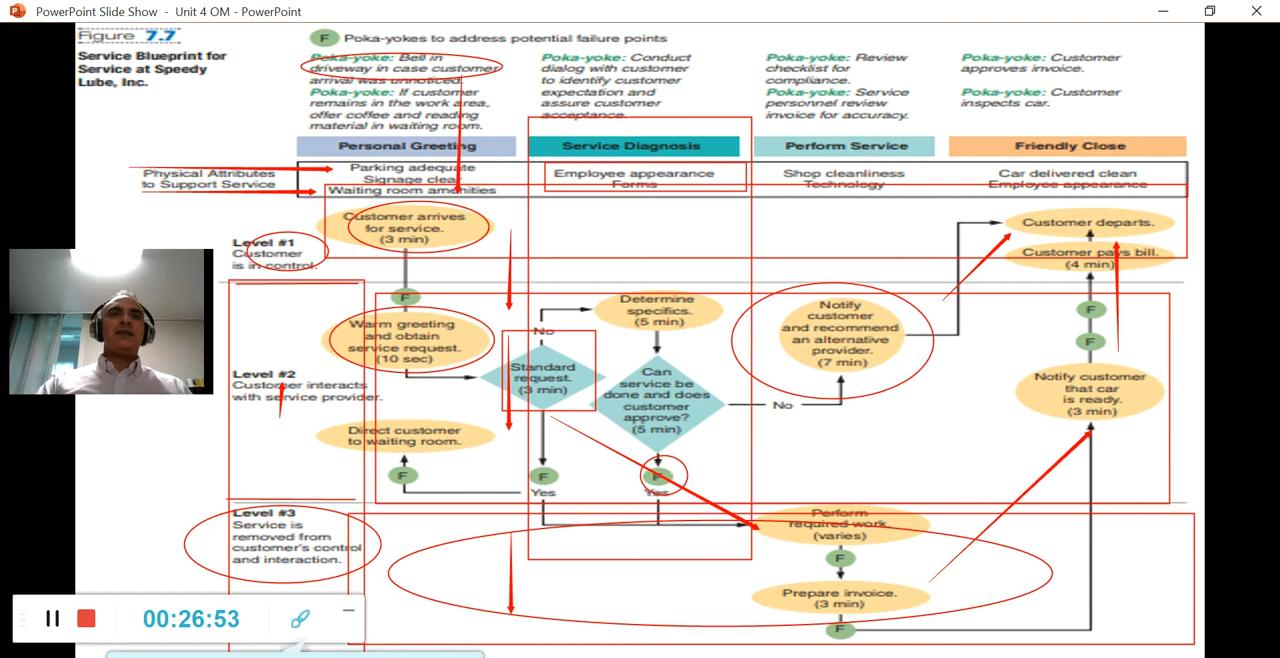 PowerPoint Slide Show - Unit 4 OM - PowerPoint
Figure 7.7
Service Blueprint for
Service at Speedy
Lube, Inc.
F Poka-yokes to address potential failure points
Poka-yoke: Bell in
driveway in case customer
arrival was unnoticed.
Poka-yoke: If customer
remains in the work area,
offer coffee and reading
material in waiting room.
Poka-yoke: Conduct
dialog with customer
to identify customer
expectation and
assure customer
acceptance.
Poka-yoke: Review
checklist for
compliance.
Poka-yoke: Service
personnel review
invoice for accuracy.
Poka-yoke: Customer
approves invoice.
Poka-yoke: Customer
inspects car.
Personal Greeting
Service Diagnosis
Perform Service
Friendly Close
Physical Attributes
to Support Service
Parking adequate
Signage clear
Waiting room amenities
Employee appearance
Forms
Shop cleanliness
Technology
Car delivered clean
Employee appearance
Level #1
Customer
is in control.
Customer arrives
for service.
(3 min)
Customer departs.
Customer pays bill.
(4 min)
F
F
F
Level #2
Customer interacts
with service provider.
Warm greeting
and obtain
service request.
(10 sec)
No
Standard
request.
(3 min)
Determine
specifics.
(5 min)
Can
service be
done and does
customer
approve?
(5 min)
No
Notify
customer
and recommend
an alternative
provider.
(7 min)
Notify customer
that car
is ready.
(3 min)
Direct customer
to waiting room.
F
F
Yes
F
Yes
Level #3
Service is
removed from
customer's control
and interaction.
Perform
required work
(varies)
F
Prepare invoice.
(3 min)
F
00:26:53